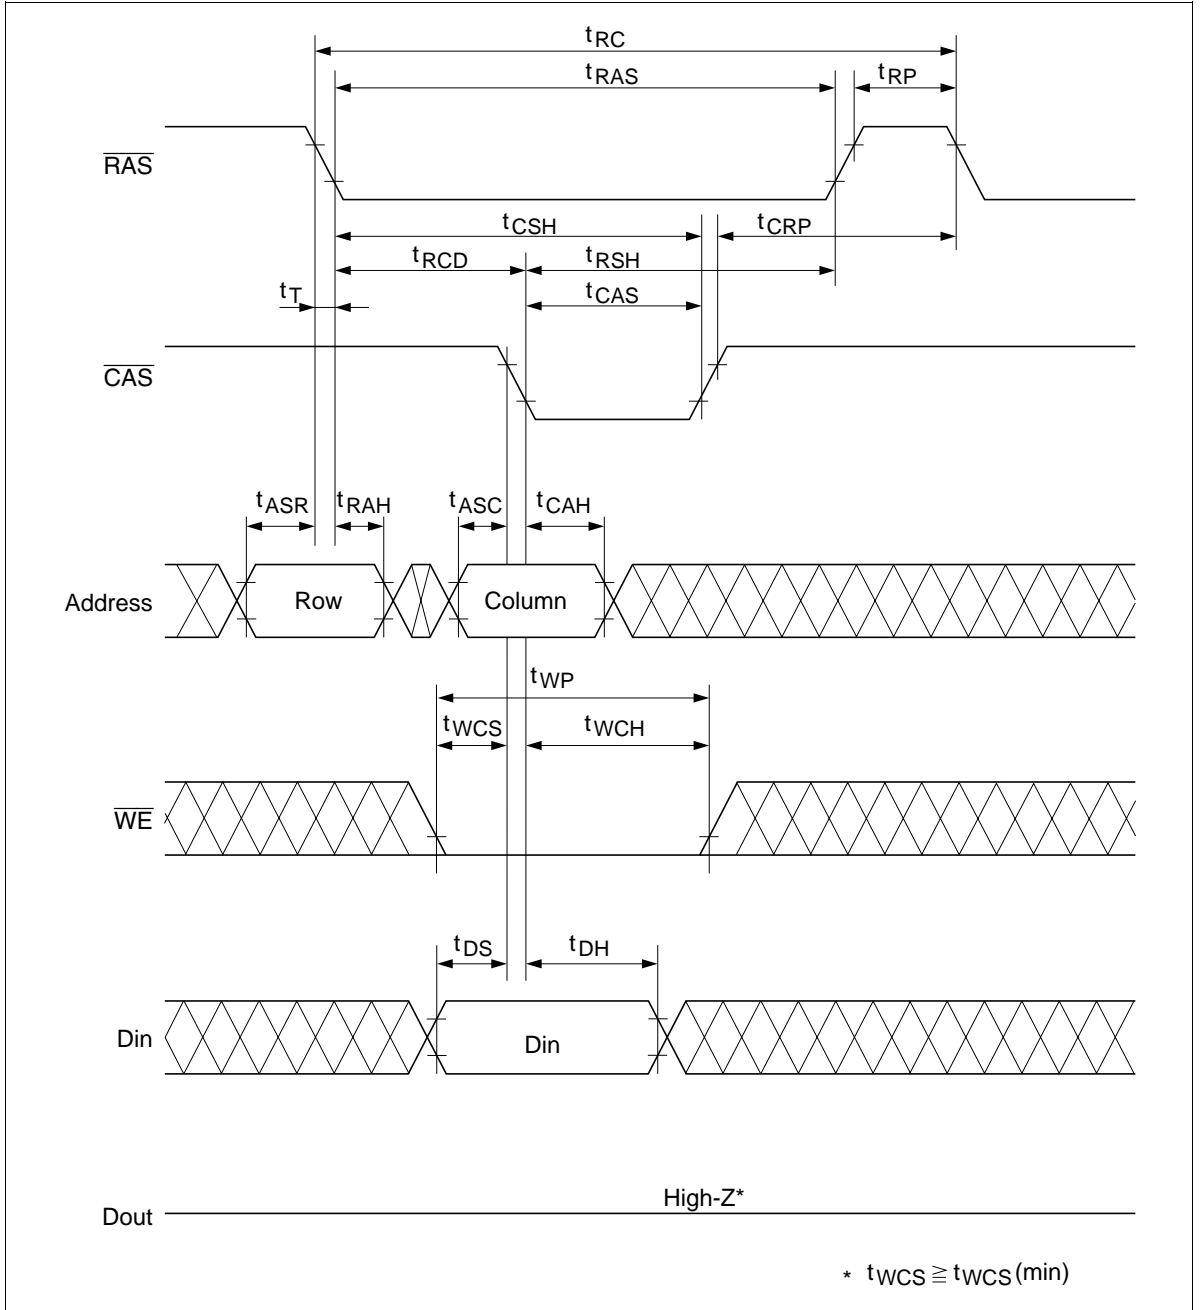 tRC
tRAS
tRP
RAS
tCSH
tCRP
tRCD
tRSH
tT
tCAS
CAS
tASR
tRAH
tASC
tCAH
Address
Row
Column
tWP
tWCS
tWCH
WE
tDS
tDH
Din
Din
High-Z*
Dout
* tWCS ≧ tWCS(min)